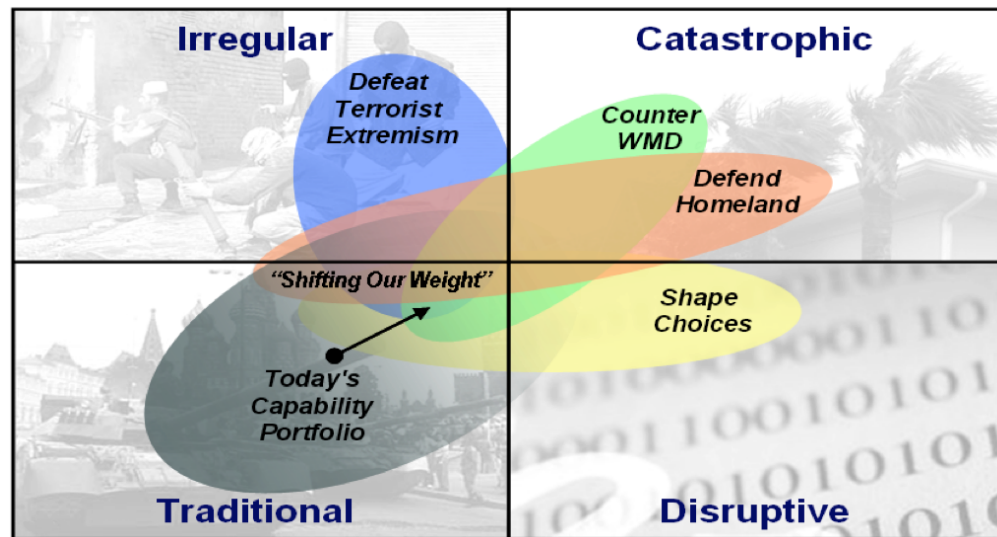 Irregular
Catastrophic
Defeat
Terrorist
Extremism
Counter
WMD
Defend
Homeland
“Shifting Our Weight”
Shape
Choices
Today's
Capability
Portfolio
Traditional
Disruptive